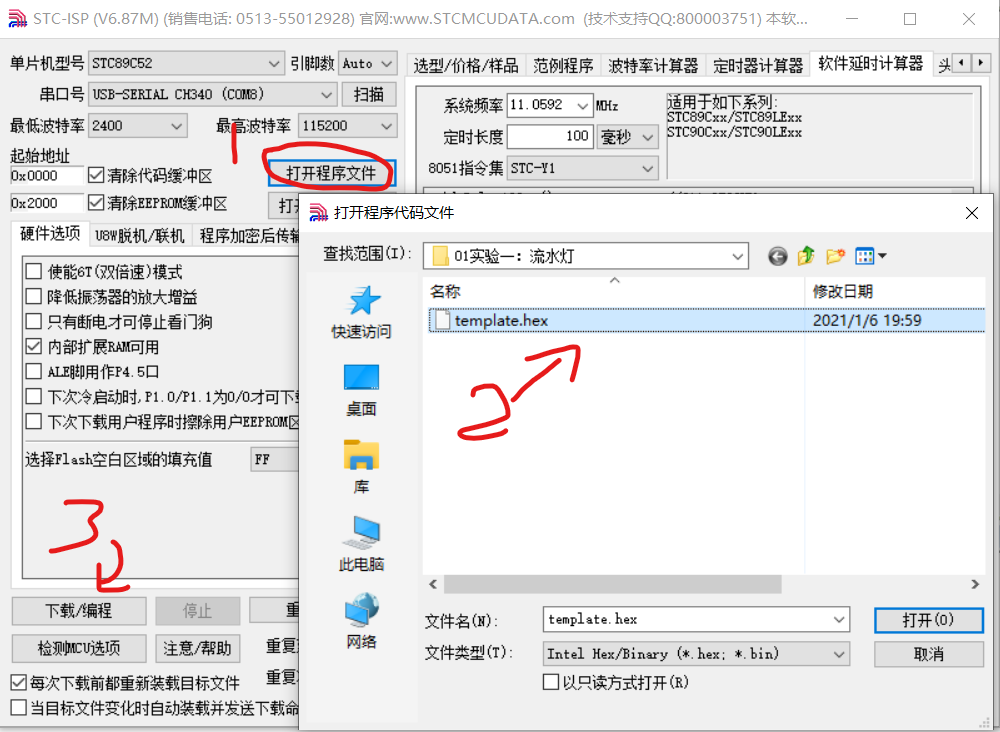 STC-ISP (V6.87M) (销售电话: 0513-55012928) 官网:www.STCMCUDATA.com (技术支持QQ:800003751) 本软...
单片机型号 STC89C52 引脚数 Auto
串口号 USB-SERIAL CH340 (COM8) 扫描
最低波特率 2400 最高波特率 115200
起始地址
0x0000 清除代码缓冲区 打开程序文件
0x2000 清除EEPROM缓冲区 打开
硬件选项 U8W脱机/联机 程序加密后传输
使能6T(双倍速)模式
降低振荡器的放大增益
只有断电才可停止看门狗
内部扩展RAM可用
ALE脚用作P4.5口
下次冷启动时,P1.0/P1.1为0/0才可下载
下次下载用户程序时擦除用户EEPROM区
选择Flash空白区域的填充值 FF
1
2
3
下载/编程 停止 重
检测MCU选项 注意/帮助 重复
每次下载前都重新装载目标文件 重复
当目标文件变化时自动装载并发送下载命
选型/价格/样品 范例程序 波特率计算器 定时器计算器 软件延时计算器 头
系统频率 11.0592 MHz
定时长度 100 毫秒
8051指令集 STC-Y1
适用于如下系列:
STC89Cxx/STC89LExx
STC90Cxx/STC90LExx
打开程序代码文件
查找范围(I): 01实验一：流水灯
名称 修改日期
template.hex 2021/1/6 19:59
快速访问
桌面
库
此电脑
网络
文件名(N): template.hex 打开(O)
文件类型(T): Intel Hex/Binary (*.hex; *.bin) 取消
以只读方式打开(R)